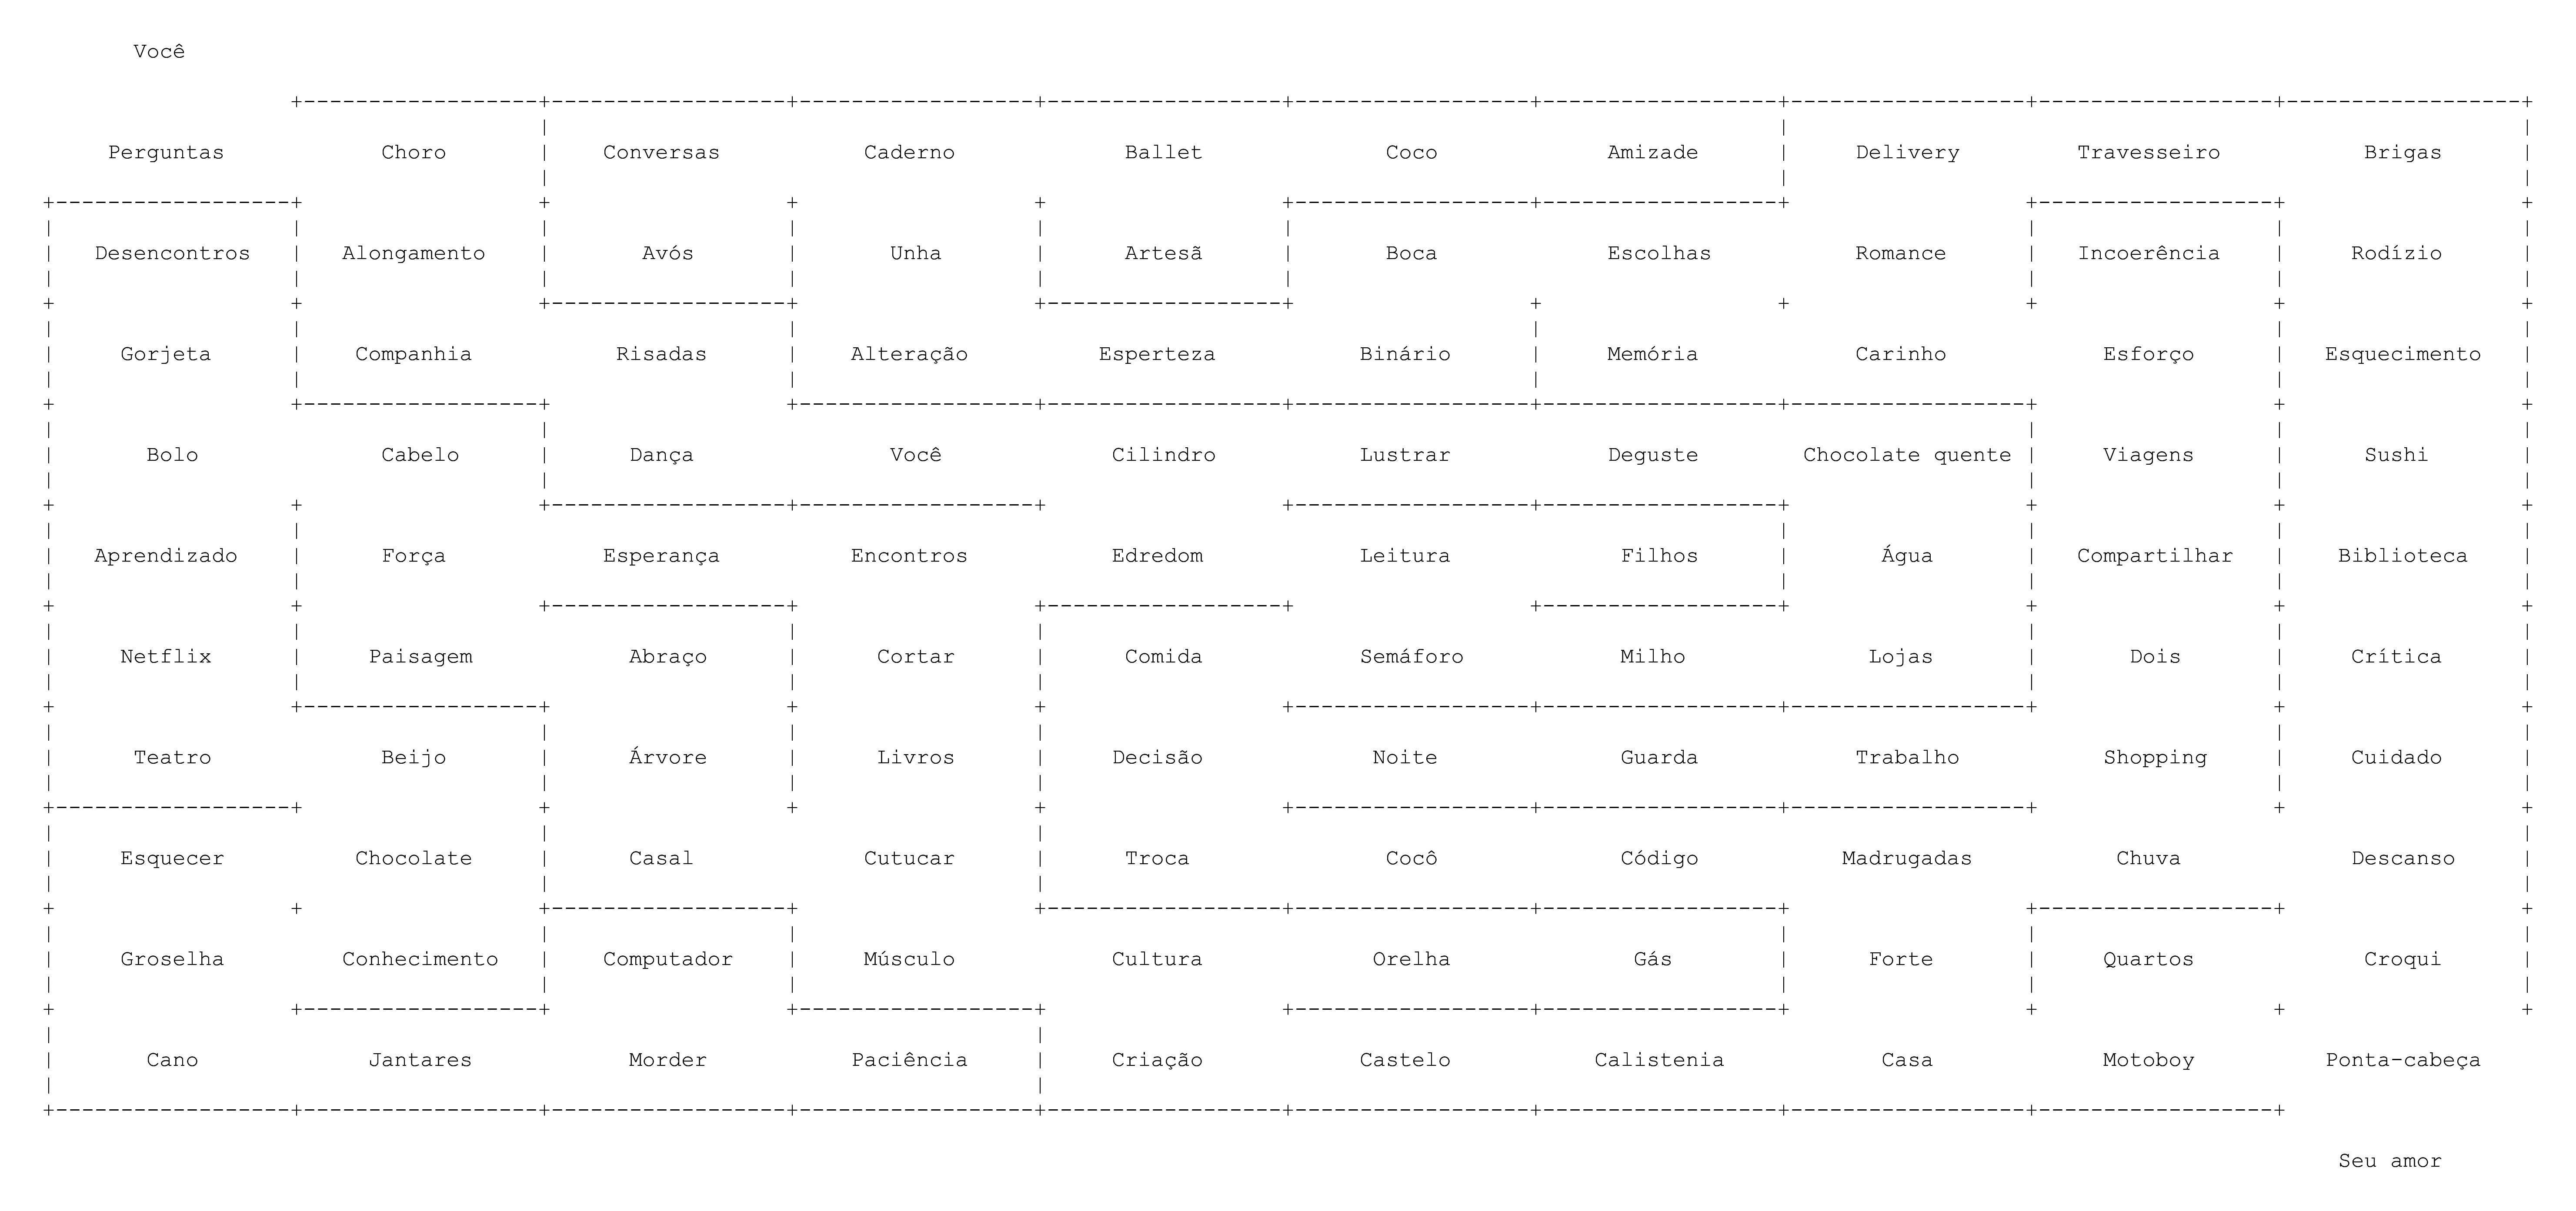 Você
Perguntas Choro Conversas Caderno Ballet Coco Amizade Delivery Travesseiro Brigas
Desencontros Alongamento Avós Unha Artesã Boca Escolhas Romance Incoerência Rodízio
Gorjeta Companhia Risadas Alteração Esperteza Binário Memória Carinho Esforço Esquecimento
Bolo Cabelo Dança Você Cilindro Lustrar Deguste Chocolate quente Viagens Sushi
Aprendizado Força Esperança Encontros Edredom Leitura Filhos Água Compartilhar Biblioteca
Netflix Paisagem Abraço Cortar Comida Semáforo Milho Lojas Dois Crítica
Teatro Beijo Árvore Livros Decisão Noite Guarda Trabalho Shopping Cuidado
Esquecer Chocolate Casal Cutucar Troca Cocô Código Madrugadas Chuva Descanso
Groselha Conhecimento Computador Músculo Cultura Orelha Gás Forte Quartos Croqui
Cano Jantares Morder Paciência Criação Castelo Calistenia Casa Motoboy Ponta-cabeça
Seu amor